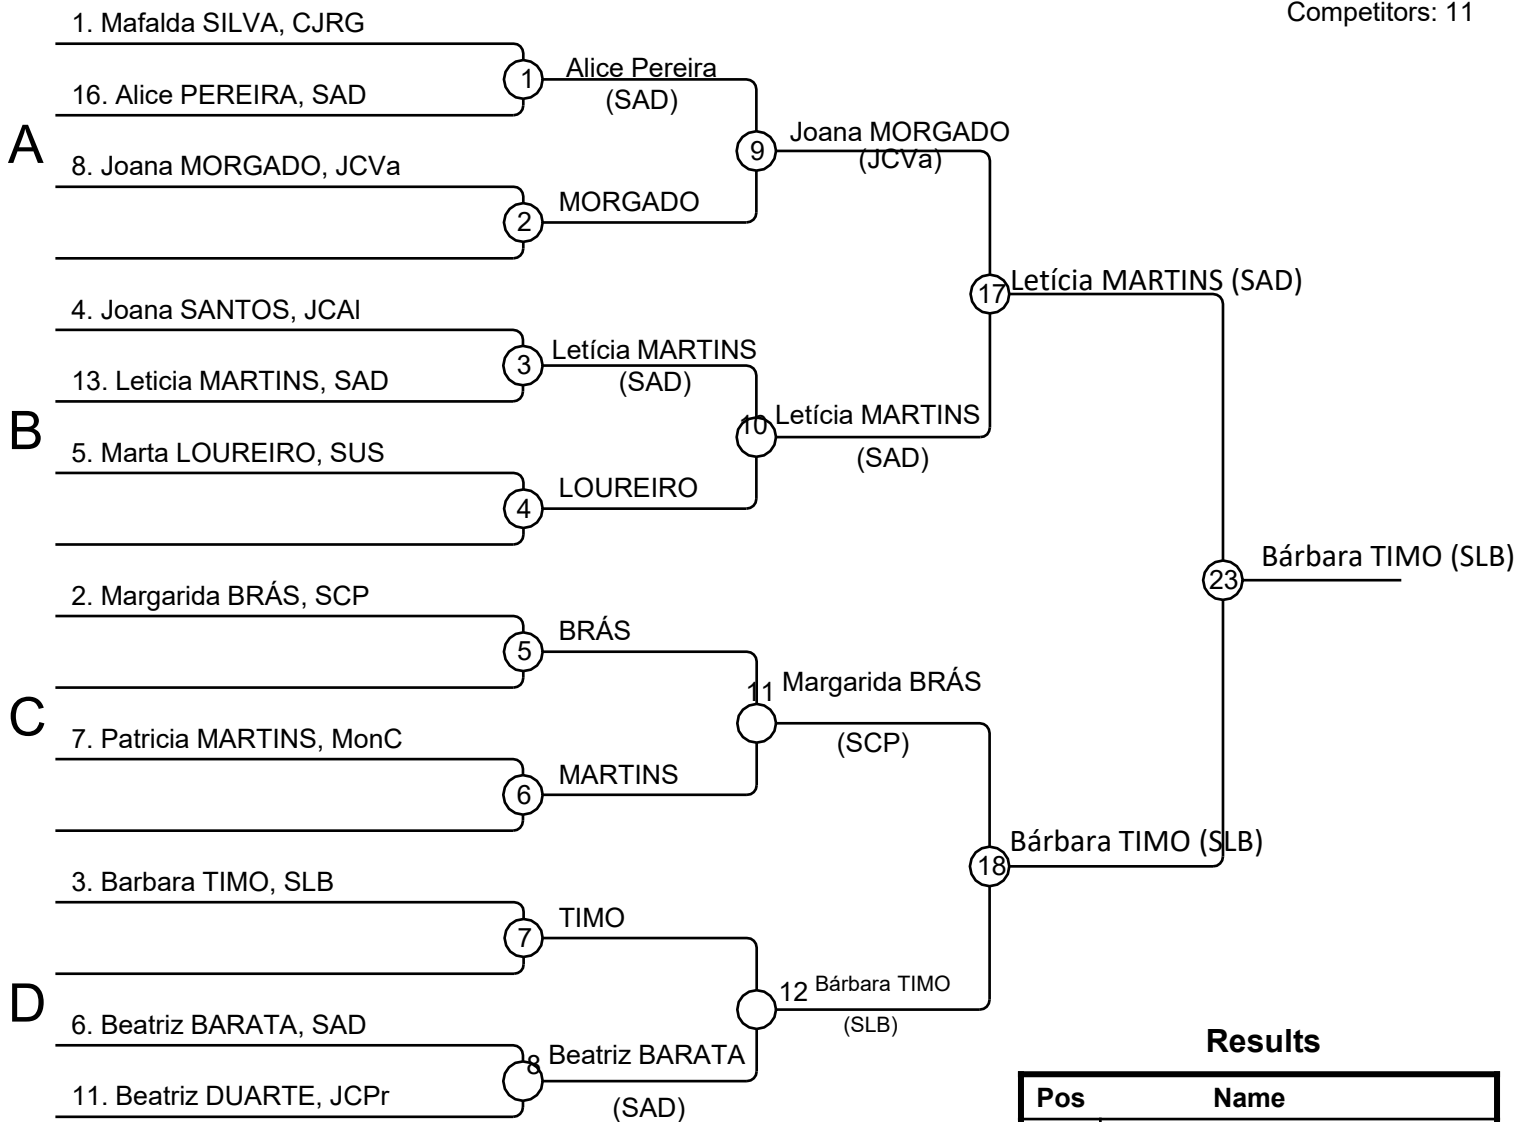 Competitors: 11
1. Mafalda SILVA, CJRG
1
Alice Pereira
(SAD)
16. Alice PEREIRA, SAD
A
9
Joana MORGADO
(JCVa)
8. Joana MORGADO, JCVa
2
MORGADO
17
Letícia MARTINS (SAD)
4. Joana SANTOS, JCAl
3
Letícia MARTINS
(SAD)
13. Leticia MARTINS, SAD
B
10
Letícia MARTINS
(SAD)
5. Marta LOUREIRO, SUS
4
LOUREIRO
23
Bárbara TIMO (SLB)
2. Margarida BRÁS, SCP
5
BRÁS
C
11
Margarida BRÁS
(SCP)
7. Patricia MARTINS, MonC
6
MARTINS
18
Bárbara TIMO (SLB)
3. Barbara TIMO, SLB
7
TIMO
D
12
Bárbara TIMO
(SLB)
6. Beatriz BARATA, SAD
8
Beatriz BARATA
(SAD)
11. Beatriz DUARTE, JCPr
Results
Pos Name